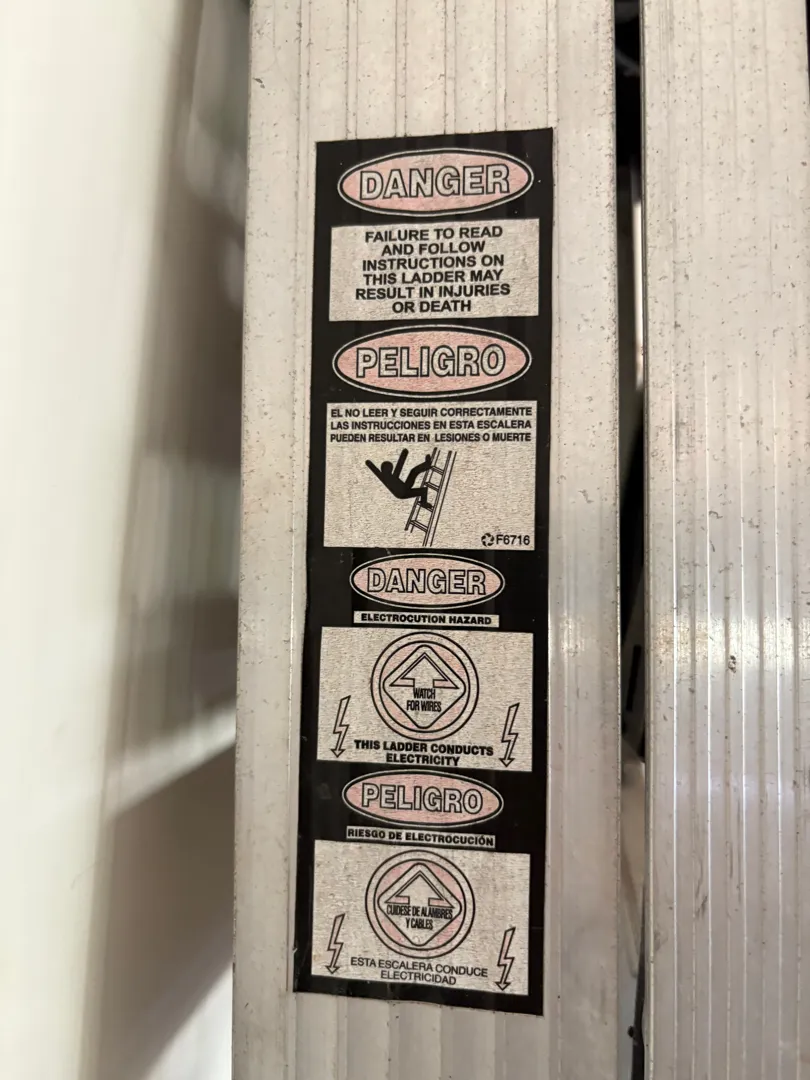 DANGER
FAILURE TO READ
AND FOLLOW
INSTRUCTIONS ON
THIS LADDER MAY
RESULT IN INJURIES
OR DEATH
PELIGRO
EL NO LEER Y SEGUIR CORRECTAMENTE
LAS INSTRUCCIONES EN ESTA ESCALERA
PUEDEN RESULTAR EN LESIONES O MUERTE
F6716
DANGER
ELECTROCUTION HAZARD
WATCH
FOR WIRES
THIS LADDER CONDUCTS
ELECTRICITY
PELIGRO
RIESGO DE ELECTROCUCIÓN
CUIDESE DE ALAMBRES
Y CABLES
ESTA ESCALERA CONDUCE
ELECTRICIDAD